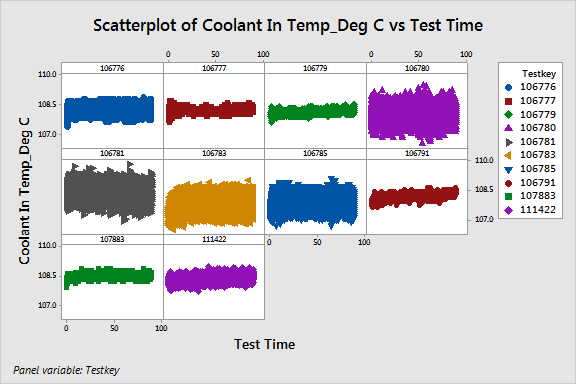 Scatterplot of Coolant In Temp_Deg C vs Test Time
0 50 100 0 50 100
106776 106777 106779 106780
110.0
108.5
107.0
106781 106783 106785 106791
110.0
108.5
107.0
107883 111422
110.0
108.5
107.0
0 50 100 0 50 100
Coolant In Temp_Deg C
Test Time
Testkey
106776
106777
106779
106780
106781
106783
106785
106791
107883
111422
Panel variable: Testkey